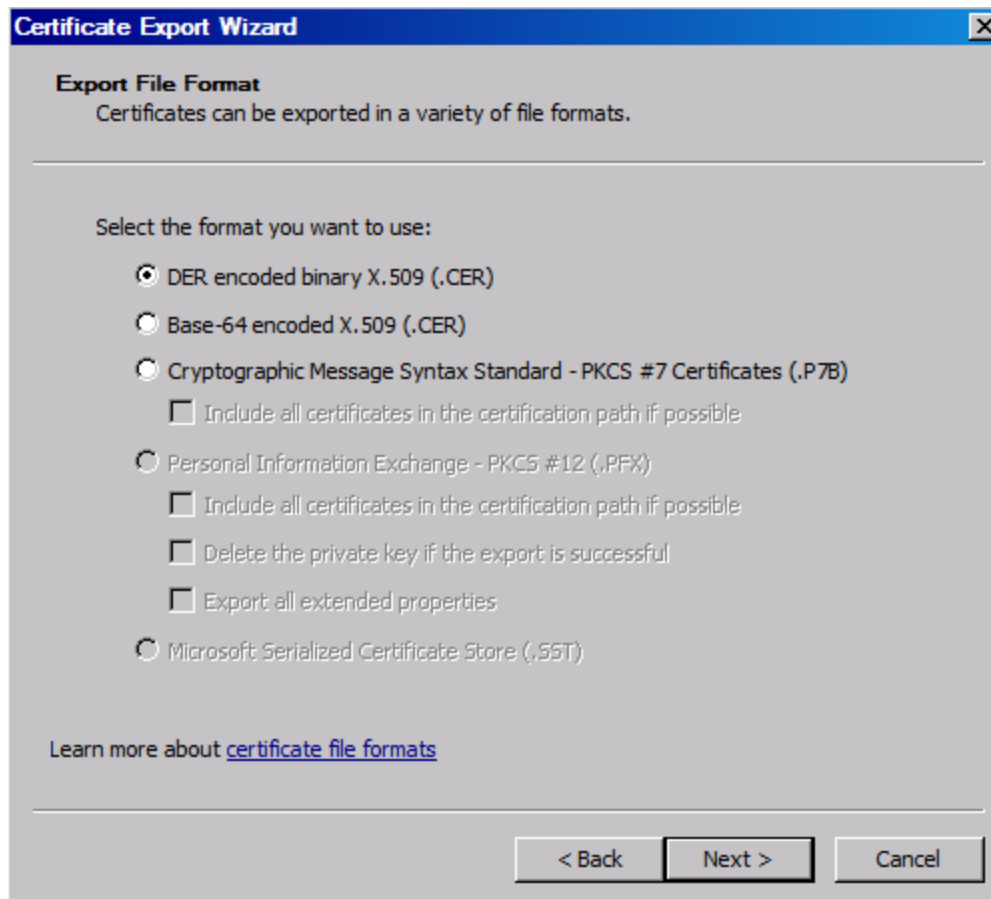 Certificate Export Wizard
Export File Format
Certificates can be exported in a variety of file formats.
Select the format you want to use:
DER encoded binary X.509 (.CER)
Base-64 encoded X.509 (.CER)
Cryptographic Message Syntax Standard - PKCS #7 Certificates (.P7B)
Include all certificates in the certification path if possible
Personal Information Exchange - PKCS #12 (.PFX)
Include all certificates in the certification path if possible
Delete the private key if the export is successful
Export all extended properties
Microsoft Serialized Certificate Store (.SST)
Learn more about certificate file formats
< Back Next > Cancel